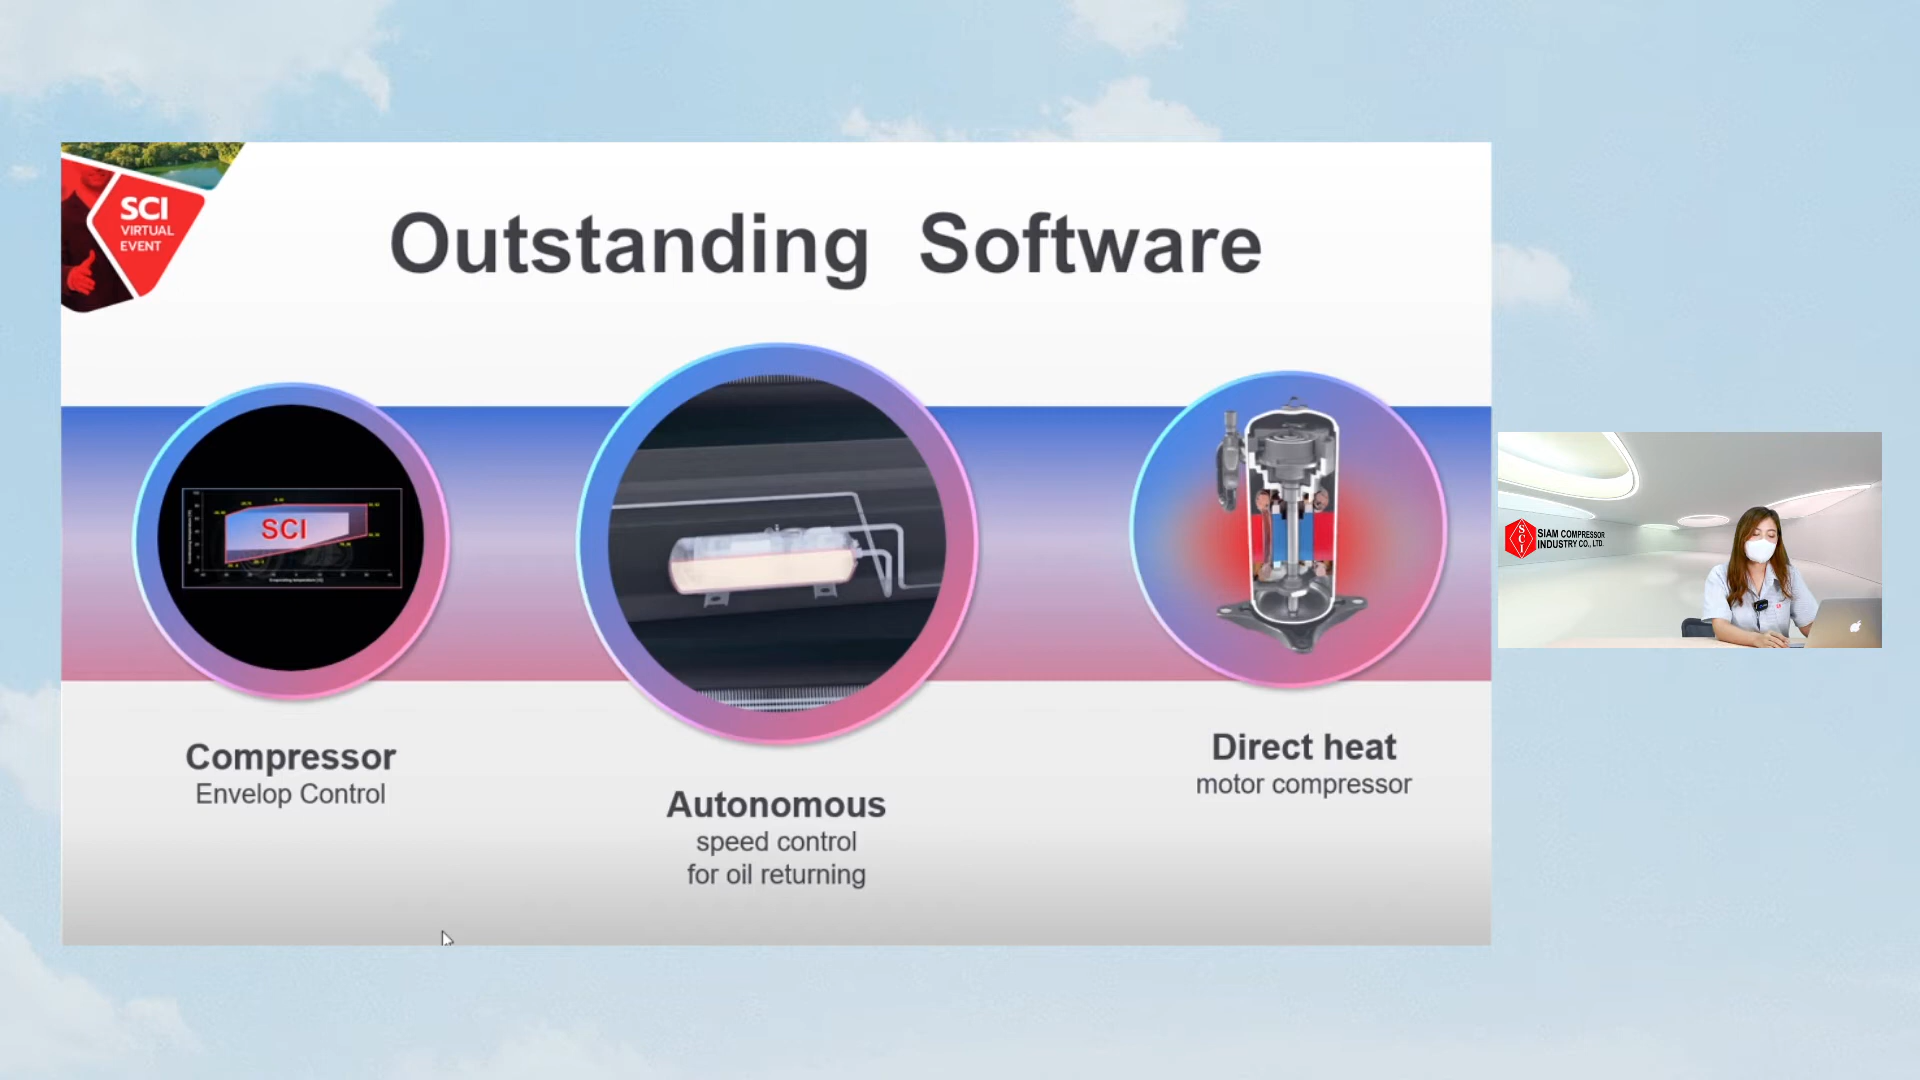 SCI
VIRTUAL
EVENT
Outstanding Software
SCI
Compressor
Envelop Control
Autonomous
speed control
for oil returning
Direct heat
motor compressor
SCI
SIAM COMPRESSOR
INDUSTRY CO., LTD.